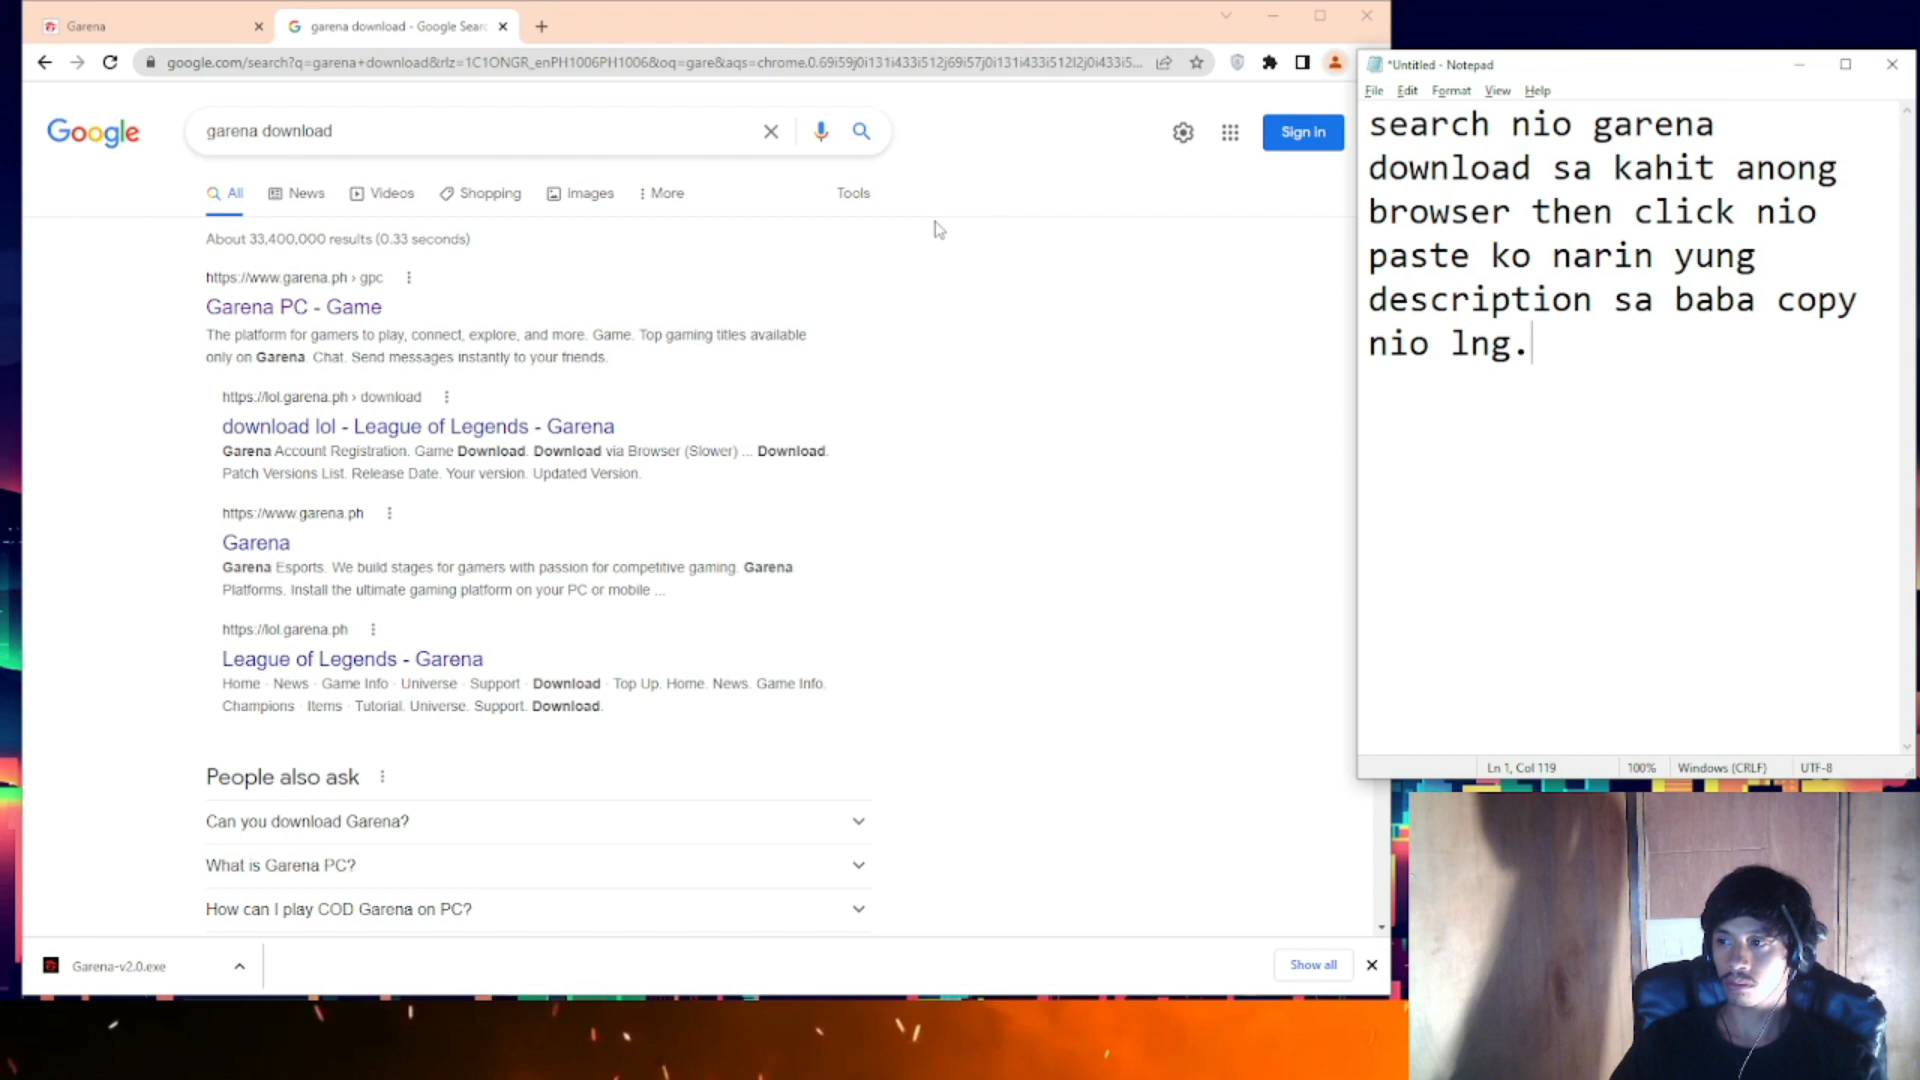 Garena
garena download - Google Searc
google.com/search?q=garena+download&rlz=1C1ONGR_enPH1006PH1006&oq=gare&aqs=chrome.0.69i59j0i131i433i512j69i57j0i131i433i512l2j0i433i5...
*Untitled - Notepad
File Edit Format View Help
search nio garena
download sa kahit anong
browser then click nio
paste ko narin yung
description sa baba copy
nio lng.
Ln 1, Col 119 100% Windows (CRLF) UTF-8
Google
garena download
Sign in
All News Videos Shopping Images More Tools
About 33,400,000 results (0.33 seconds)
https://www.garena.ph › gpc
Garena PC - Game
The platform for gamers to play, connect, explore, and more. Game. Top gaming titles available
only on Garena. Chat. Send messages instantly to your friends.
https://lol.garena.ph › download
download lol - League of Legends - Garena
Garena Account Registration. Game Download. Download via Browser (Slower) ... Download.
Patch Versions List. Release Date. Your version. Updated Version.
https://www.garena.ph
Garena
Garena Esports. We build stages for gamers with passion for competitive gaming. Garena
Platforms. Install the ultimate gaming platform on your PC or mobile ...
https://lol.garena.ph
League of Legends - Garena
Home · News · Game Info · Universe · Support · Download · Top Up. Home. News. Game Info.
Champions · Items · Tutorial. Universe. Support. Download.
People also ask
Can you download Garena?
What is Garena PC?
How can I play COD Garena on PC?
Garena-v2.0.exe
Show all